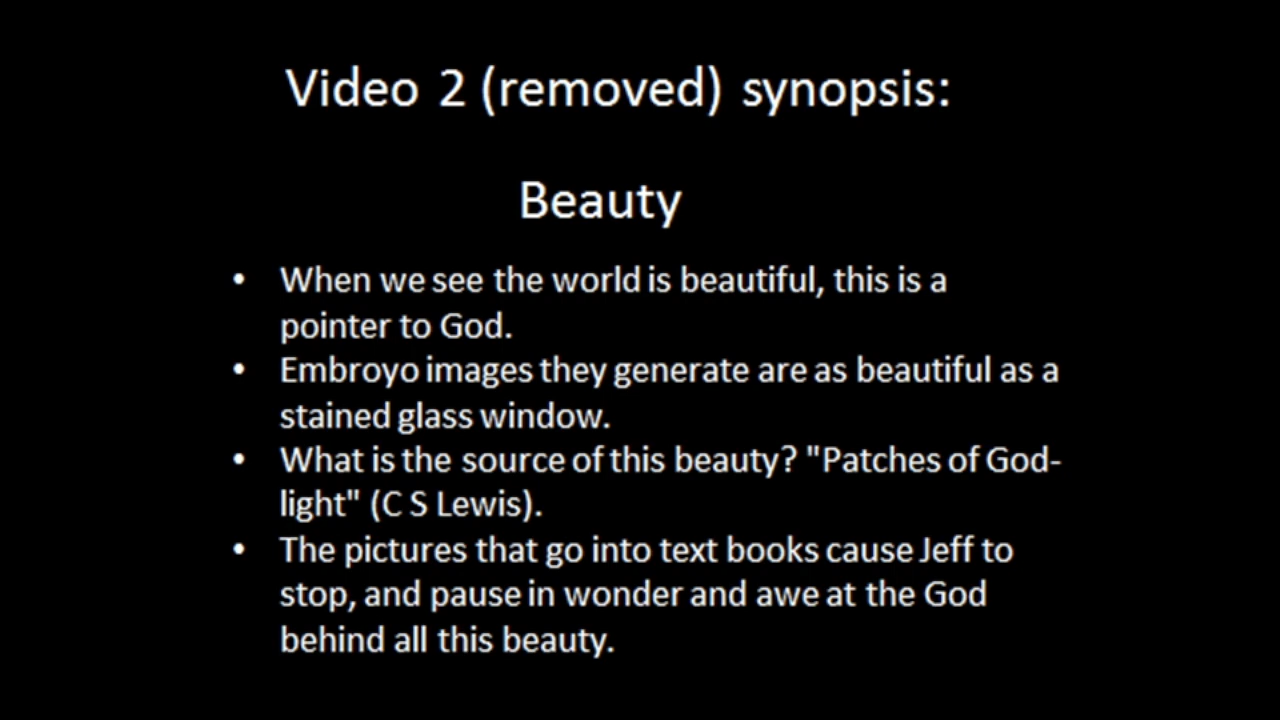 Video 2 (removed) synopsis:
Beauty
• When we see the world is beautiful, this is a
pointer to God.
• Embroyo images they generate are as beautiful as a
stained glass window.
• What is the source of this beauty? "Patches of God-
light" (C S Lewis).
• The pictures that go into text books cause Jeff to
stop, and pause in wonder and awe at the God
behind all this beauty.